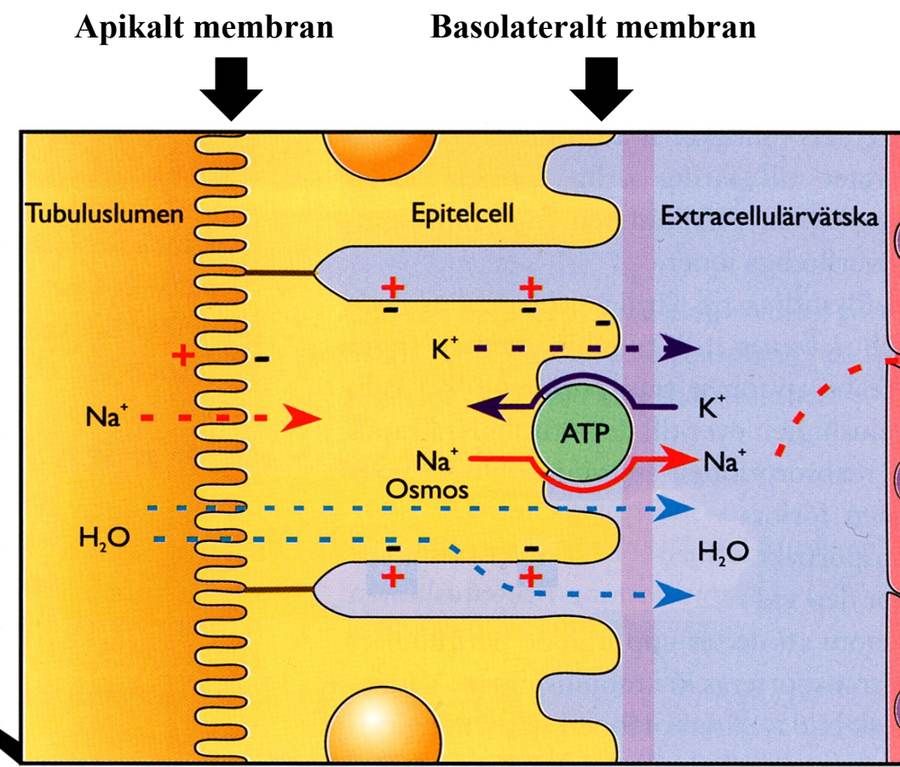 Apikalt membran
Basolateralt membran
Tubuluslumen
Epitelcell
Extracellulärvätska
+
+
-
-
-
K⁺
+
-
Na⁺
K⁺
ATP
Na⁺
Na⁺
Osmos
H₂O
H₂O
-
-
+
+